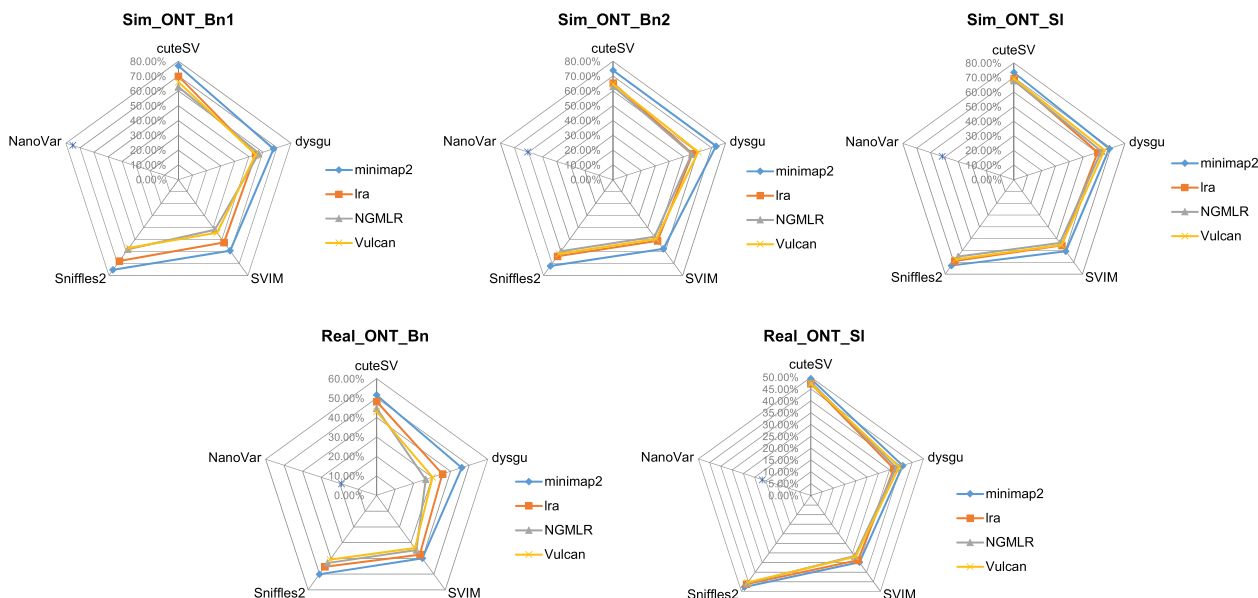 Sim_ONT_Bn1
cuteSV
80.00%
70.00%
60.00%
50.00%
40.00%
30.00%
20.00%
10.00%
0.00%
NanoVar
dysgu
Sniffles2
SVIM
minimap2
lra
NGMLR
Vulcan
Sim_ONT_Bn2
cuteSV
80.00%
70.00%
60.00%
50.00%
40.00%
30.00%
20.00%
10.00%
0.00%
NanoVar
dysgu
Sniffles2
SVIM
minimap2
lra
NGMLR
Vulcan
Sim_ONT_Sl
cuteSV
80.00%
70.00%
60.00%
50.00%
40.00%
30.00%
20.00%
10.00%
0.00%
NanoVar
dysgu
Sniffles2
SVIM
minimap2
lra
NGMLR
Vulcan
Real_ONT_Bn
cuteSV
60.00%
50.00%
40.00%
30.00%
20.00%
10.00%
0.00%
NanoVar
dysgu
Sniffles2
SVIM
minimap2
lra
NGMLR
Vulcan
Real_ONT_Sl
cuteSV
50.00%
45.00%
40.00%
35.00%
30.00%
25.00%
20.00%
15.00%
10.00%
5.00%
0.00%
NanoVar
dysgu
Sniffles2
SVIM
minimap2
lra
NGMLR
Vulcan